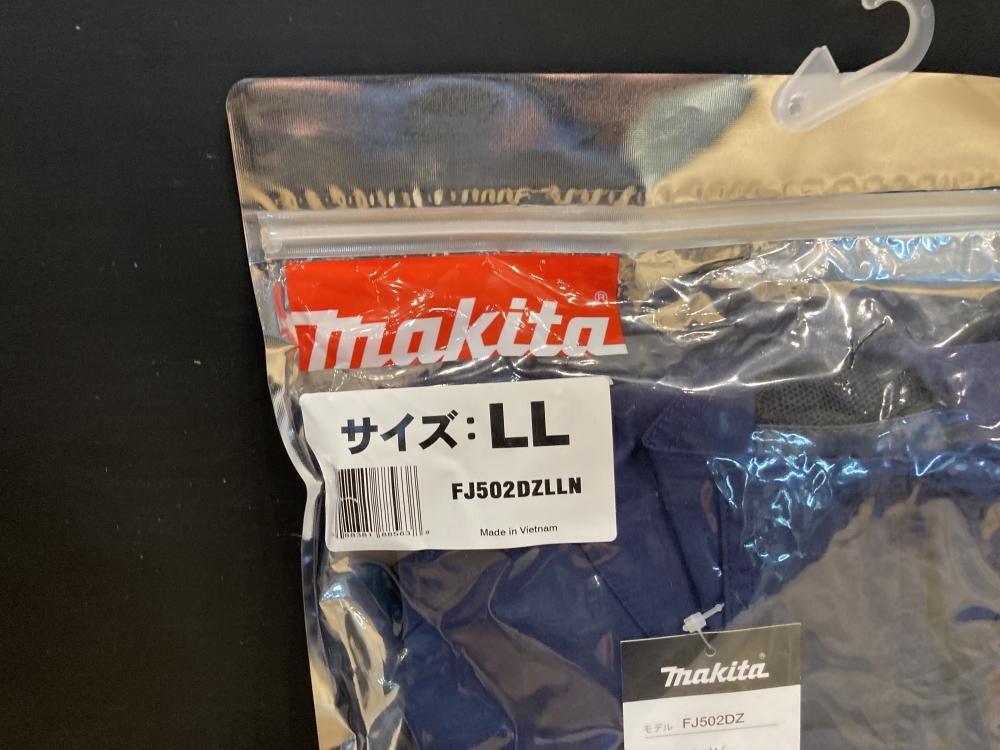 makita®
サイズ: LL
FJ502DZLLN
Made in Vietnam
makita®
モデル FJ502DZ